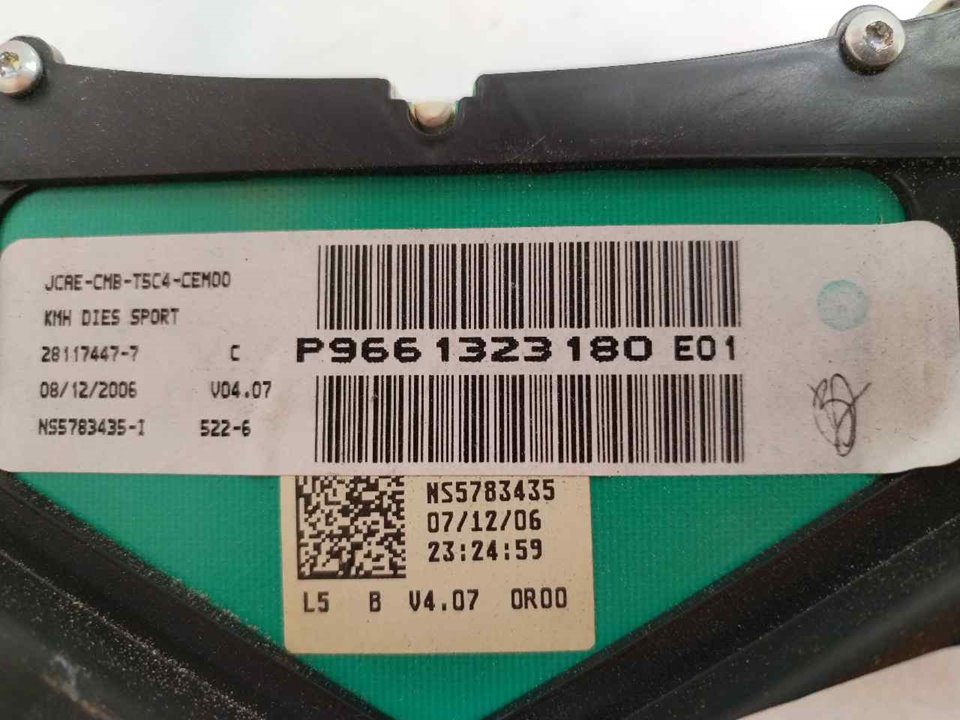 JCAE-CMB-T5C4-CEM00
KMH DIES SPORT
28117447-7 C
P9661323180 E01
08/12/2006 V04.07
NS5783435-I 522-6
NS5783435
07/12/06
23:24:59
L5 B V4.07 0R00